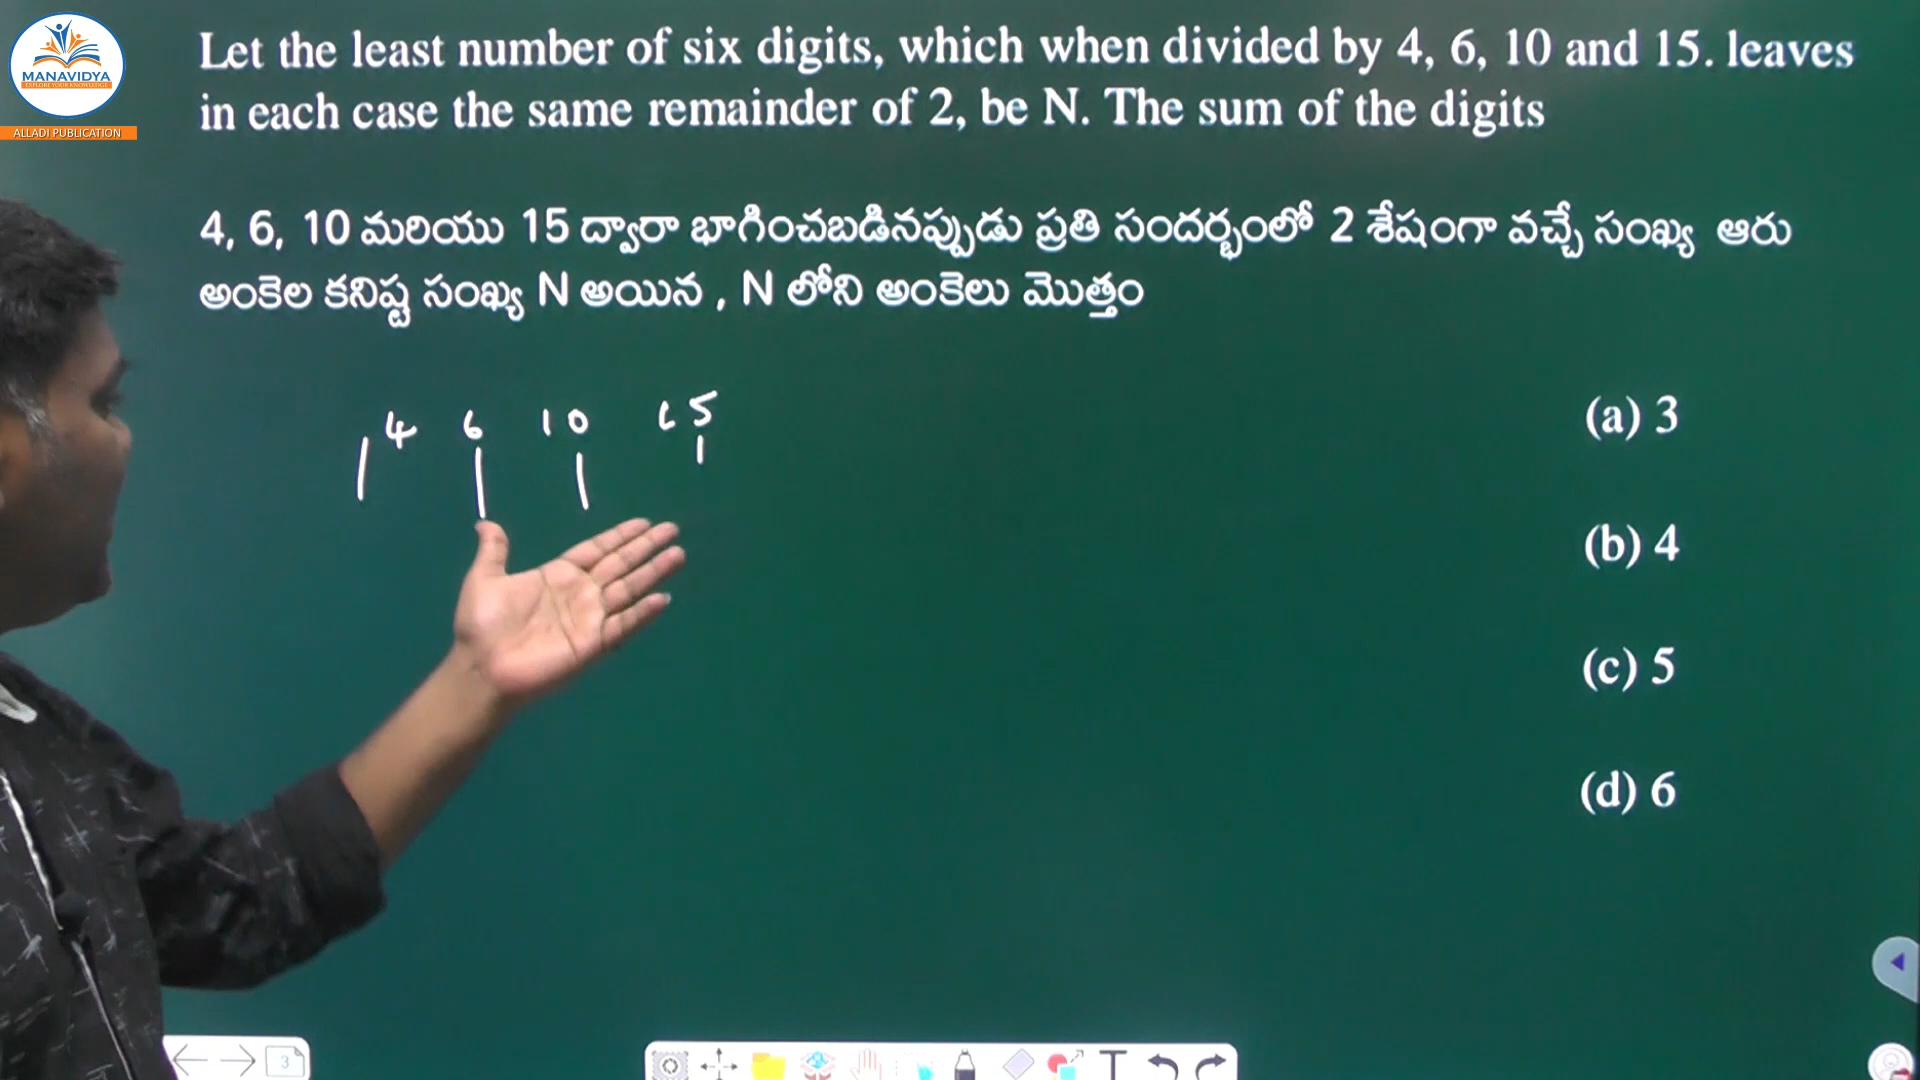 MANAVIDYA
EXPLORE YOUR KNOWLEDGE
ALLADI PUBLICATION
Let the least number of six digits, which when divided by 4, 6, 10 and 15. leaves
in each case the same remainder of 2, be N. The sum of the digits
4, 6, 10 మరియు 15 ద్వారా భాగించబడినప్పుడు ప్రతి సందర్భంలో 2 శేషంగా వచ్చే సంఖ్య ఆరు
అంకెల కనిష్ట సంఖ్య N అయిన , N లోని అంకెలు మొత్తం
4 6 10 15
(a) 3
(b) 4
(c) 5
(d) 6
3
T